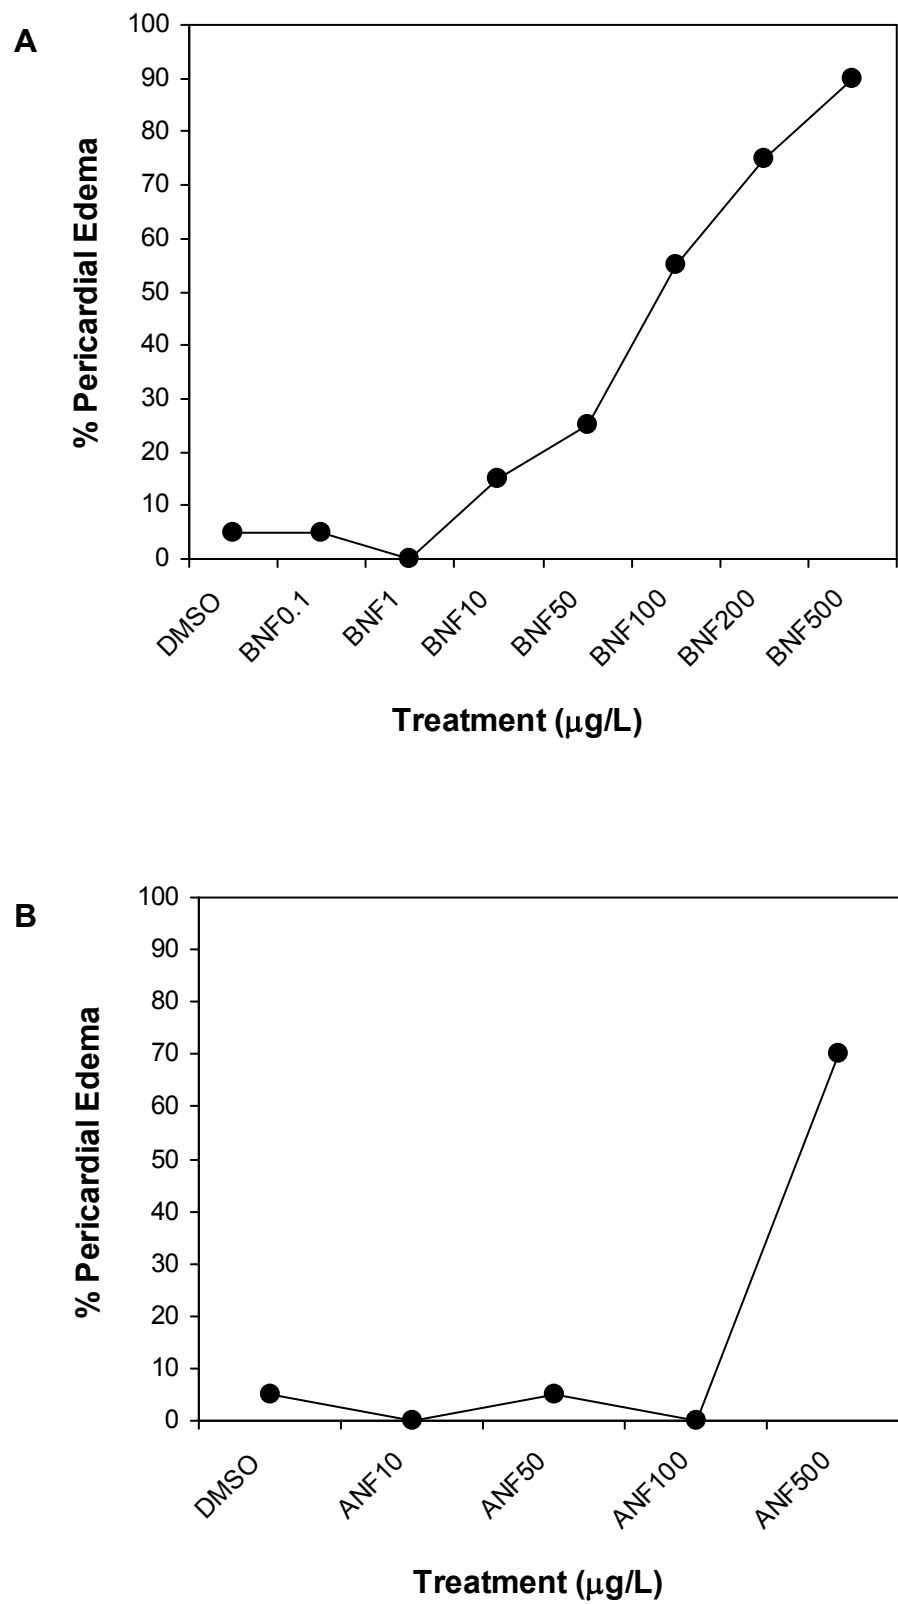 A
% Pericardial Edema
100
90
80
70
60
50
40
30
20
10
0
DMSO
BNF0.1
BNF1
BNF10
BNF50
BNF100
BNF200
BNF500
Treatment (μg/L)
B
% Pericardial Edema
100
90
80
70
60
50
40
30
20
10
0
DMSO
ANF10
ANF50
ANF100
ANF500
Treatment (μg/L)